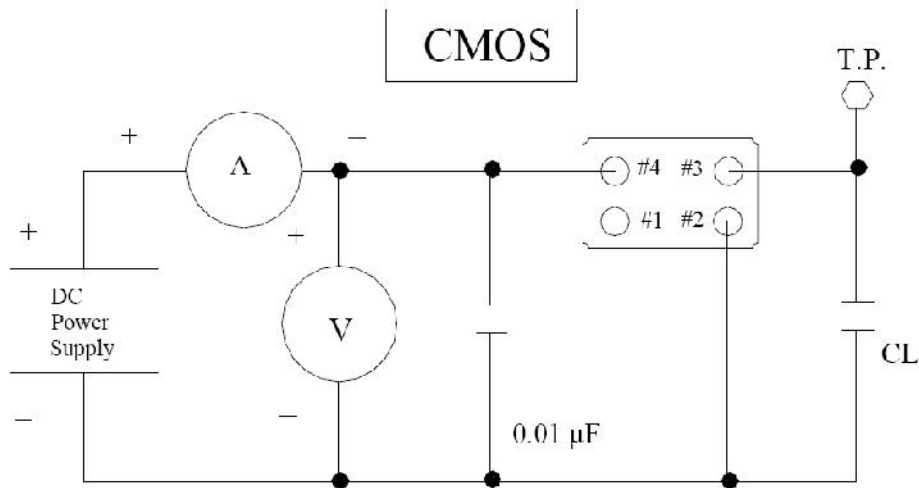 CMOS
T.P.
+
−
A
#4 #3
#1 #2
+
+
DC
Power
Supply
V
CL
−
−
0.01 μF